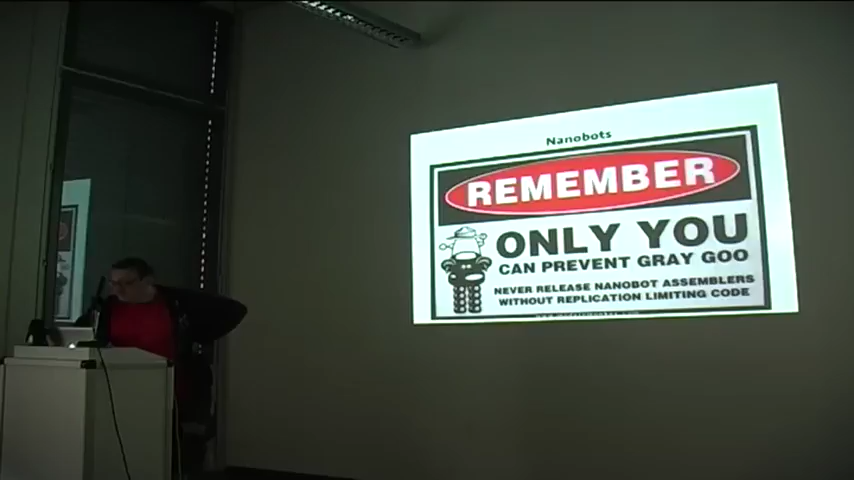 Nanobots
REMEMBER
ONLY YOU
CAN PREVENT GRAY GOO
NEVER RELEASE NANOBOT ASSEMBLERS
WITHOUT REPLICATION LIMITING CODE